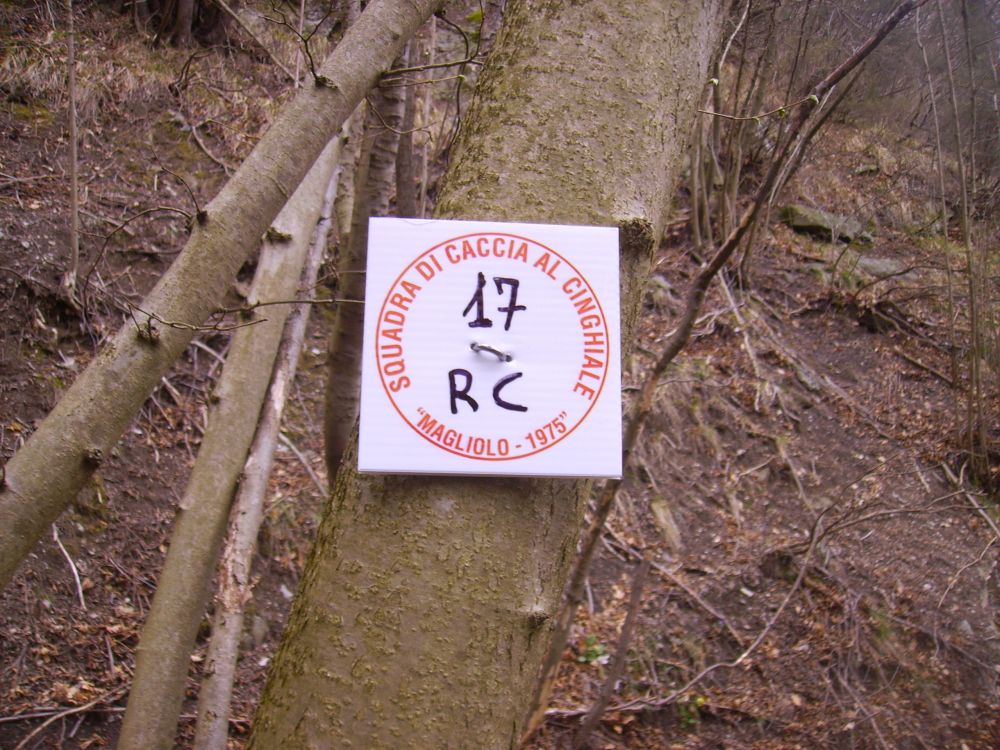 SQUADRA DI CACCIA AL CINGHIALE
17
RC
"MAGLIOLO - 1975"